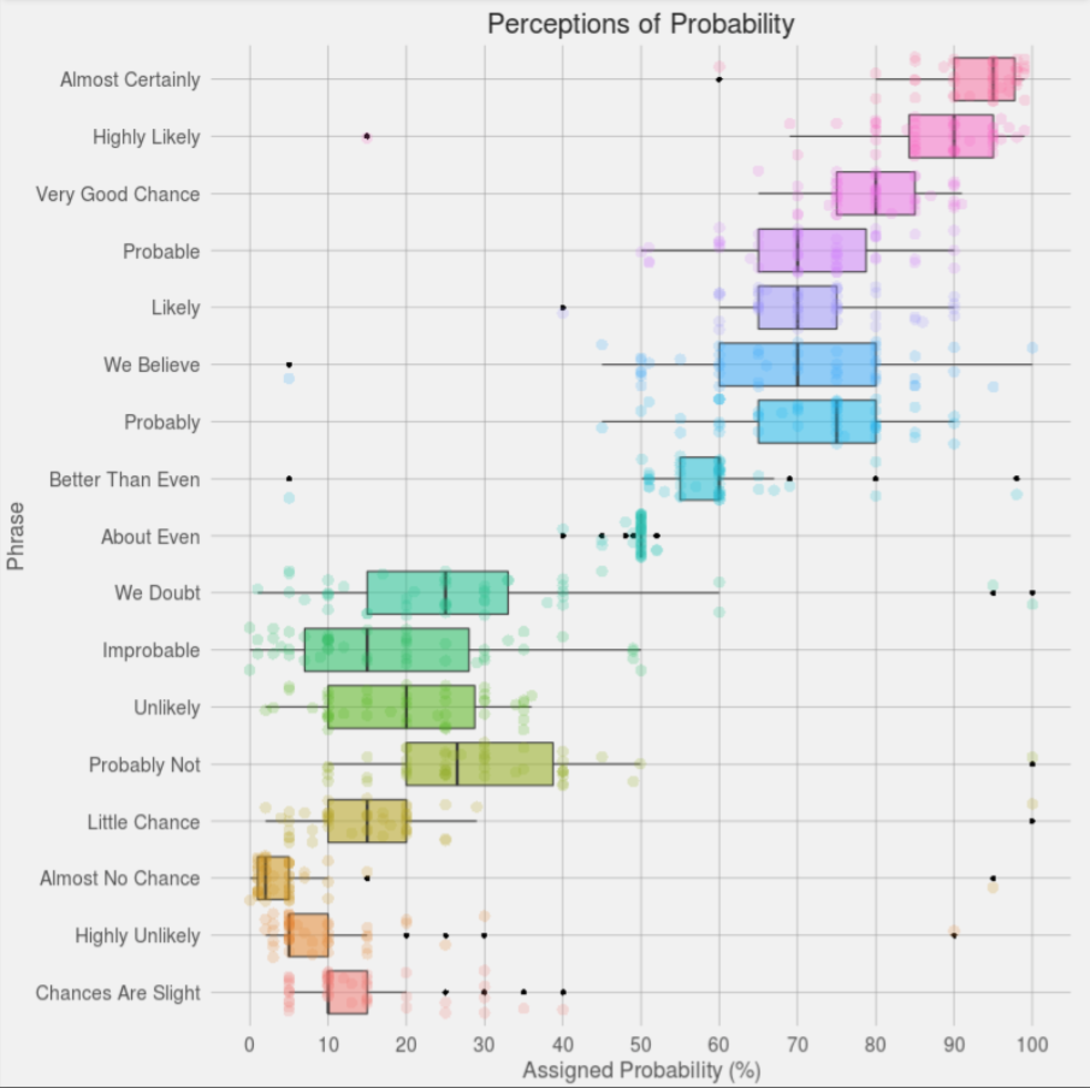 Perceptions of Probability
Almost Certainly
Highly Likely
Very Good Chance
Probable
Likely
We Believe
Probably
Better Than Even
About Even
We Doubt
Improbable
Unlikely
Probably Not
Little Chance
Almost No Chance
Highly Unlikely
Chances Are Slight
Phrase
0 10 20 30 40 50 60 70 80 90 100
Assigned Probability (%)